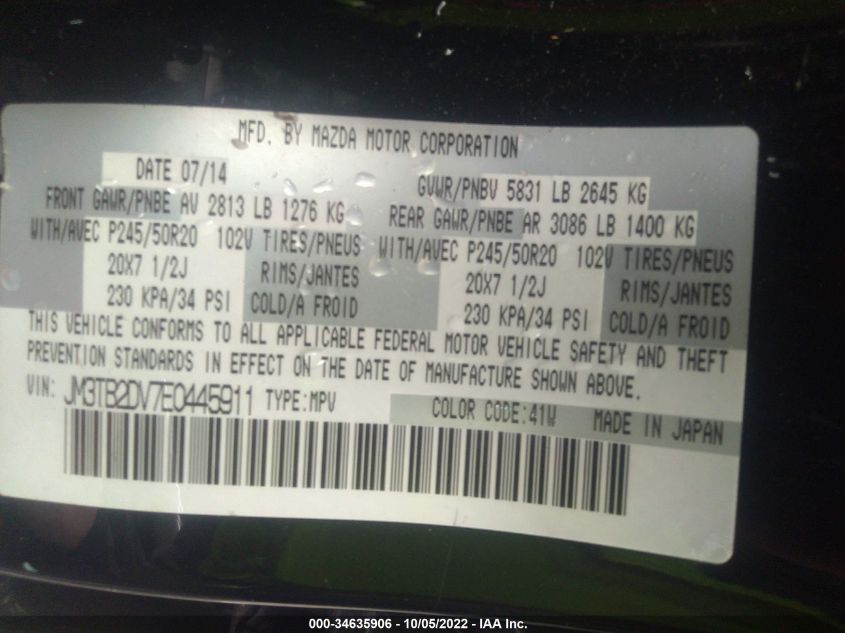 MFD. BY MAZDA MOTOR CORPORATION
DATE 07/14
GVWR/PNBV 5831 LB 2645 KG
FRONT GAWR/PNBE AV 2813 LB 1276 KG
REAR GAWR/PNBE AR 3086 LB 1400 KG
WITH/AVEC P245/50R20 102V TIRES/PNEUS
WITH/AVEC P245/50R20 102V TIRES/PNEUS
20X7 1/2J RIMS/JANTES
20X7 1/2J RIMS/JANTES
230 KPA/34 PSI COLD/A FROID
230 KPA/34 PSI COLD/A FROID
THIS VEHICLE CONFORMS TO ALL APPLICABLE FEDERAL MOTOR VEHICLE SAFETY AND THEFT
PREVENTION STANDARDS IN EFFECT ON THE DATE OF MANUFACTURE SHOWN ABOVE.
VIN: JM3TB2DV7E0445911 TYPE:MPV COLOR CODE:41W MADE IN JAPAN
000-34635906 - 10/05/2022 - IAA Inc.